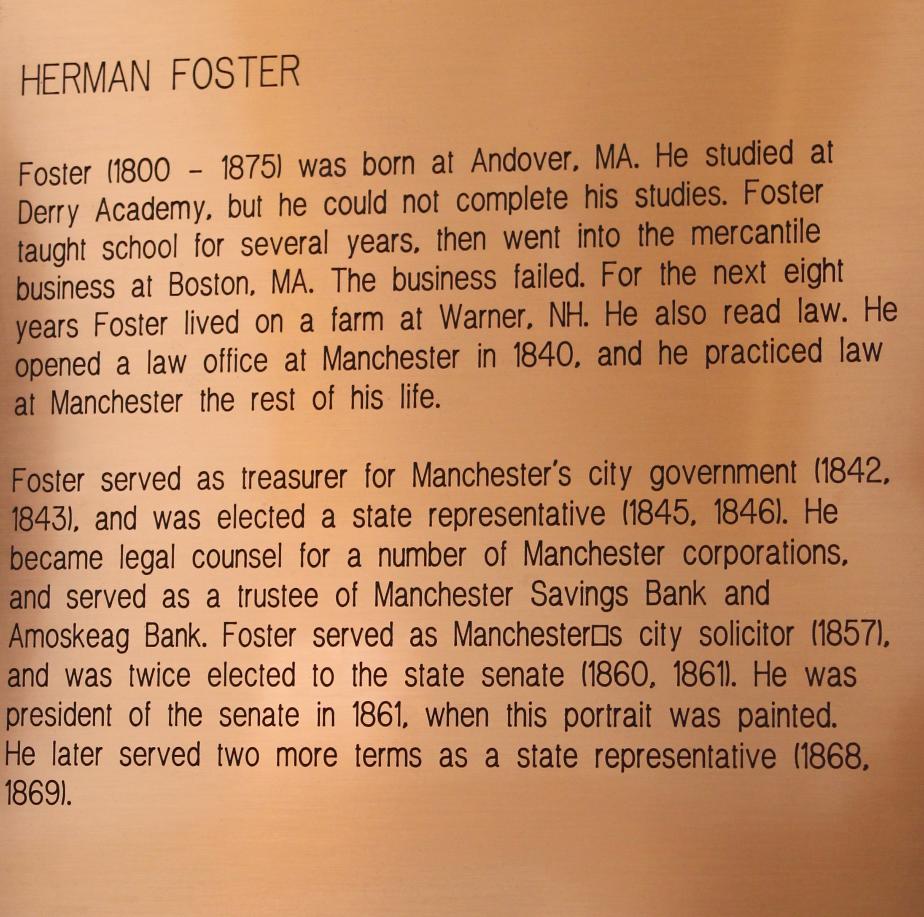 HERMAN FOSTER
Foster (1800 - 1875) was born at Andover, MA. He studied at
Derry Academy, but he could not complete his studies. Foster
taught school for several years, then went into the mercantile
business at Boston, MA. The business failed. For the next eight
years Foster lived on a farm at Warner, NH. He also read law. He
opened a law office at Manchester in 1840, and he practiced law
at Manchester the rest of his life.
Foster served as treasurer for Manchester's city government (1842,
1843), and was elected a state representative (1845, 1846). He
became legal counsel for a number of Manchester corporations,
and served as a trustee of Manchester Savings Bank and
Amoskeag Bank. Foster served as Manchester□s city solicitor (1857),
and was twice elected to the state senate (1860, 1861). He was
president of the senate in 1861, when this portrait was painted.
He later served two more terms as a state representative (1868,
1869).